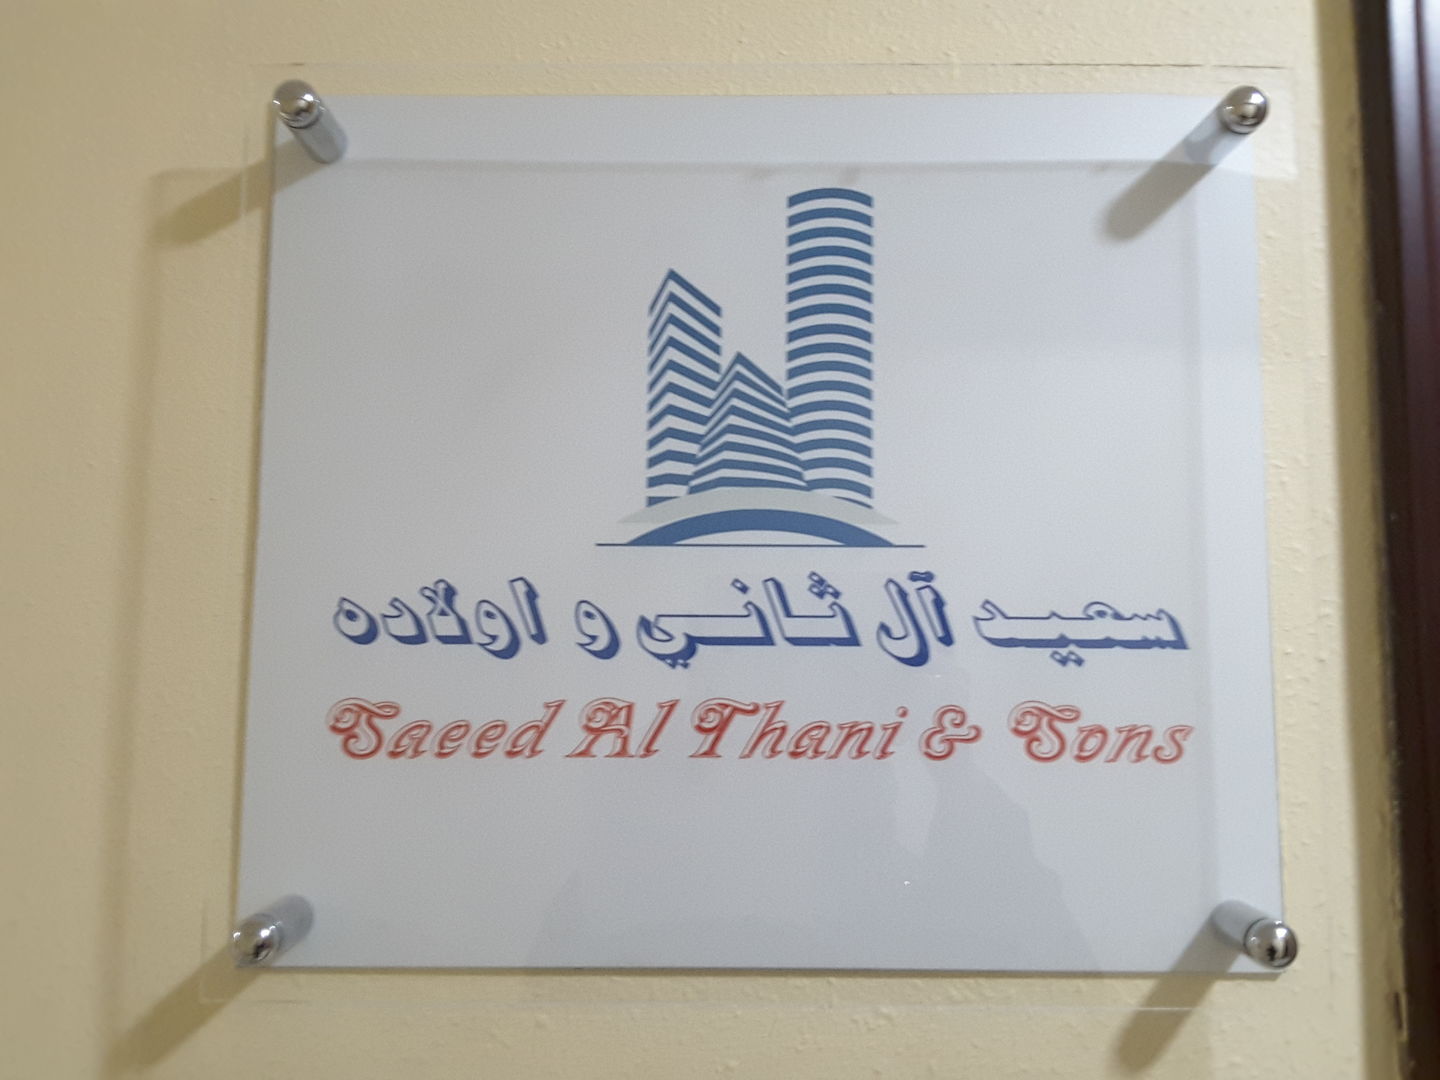 سعيد آل ثاني و اولاده
Saeed Al Thani & Sons